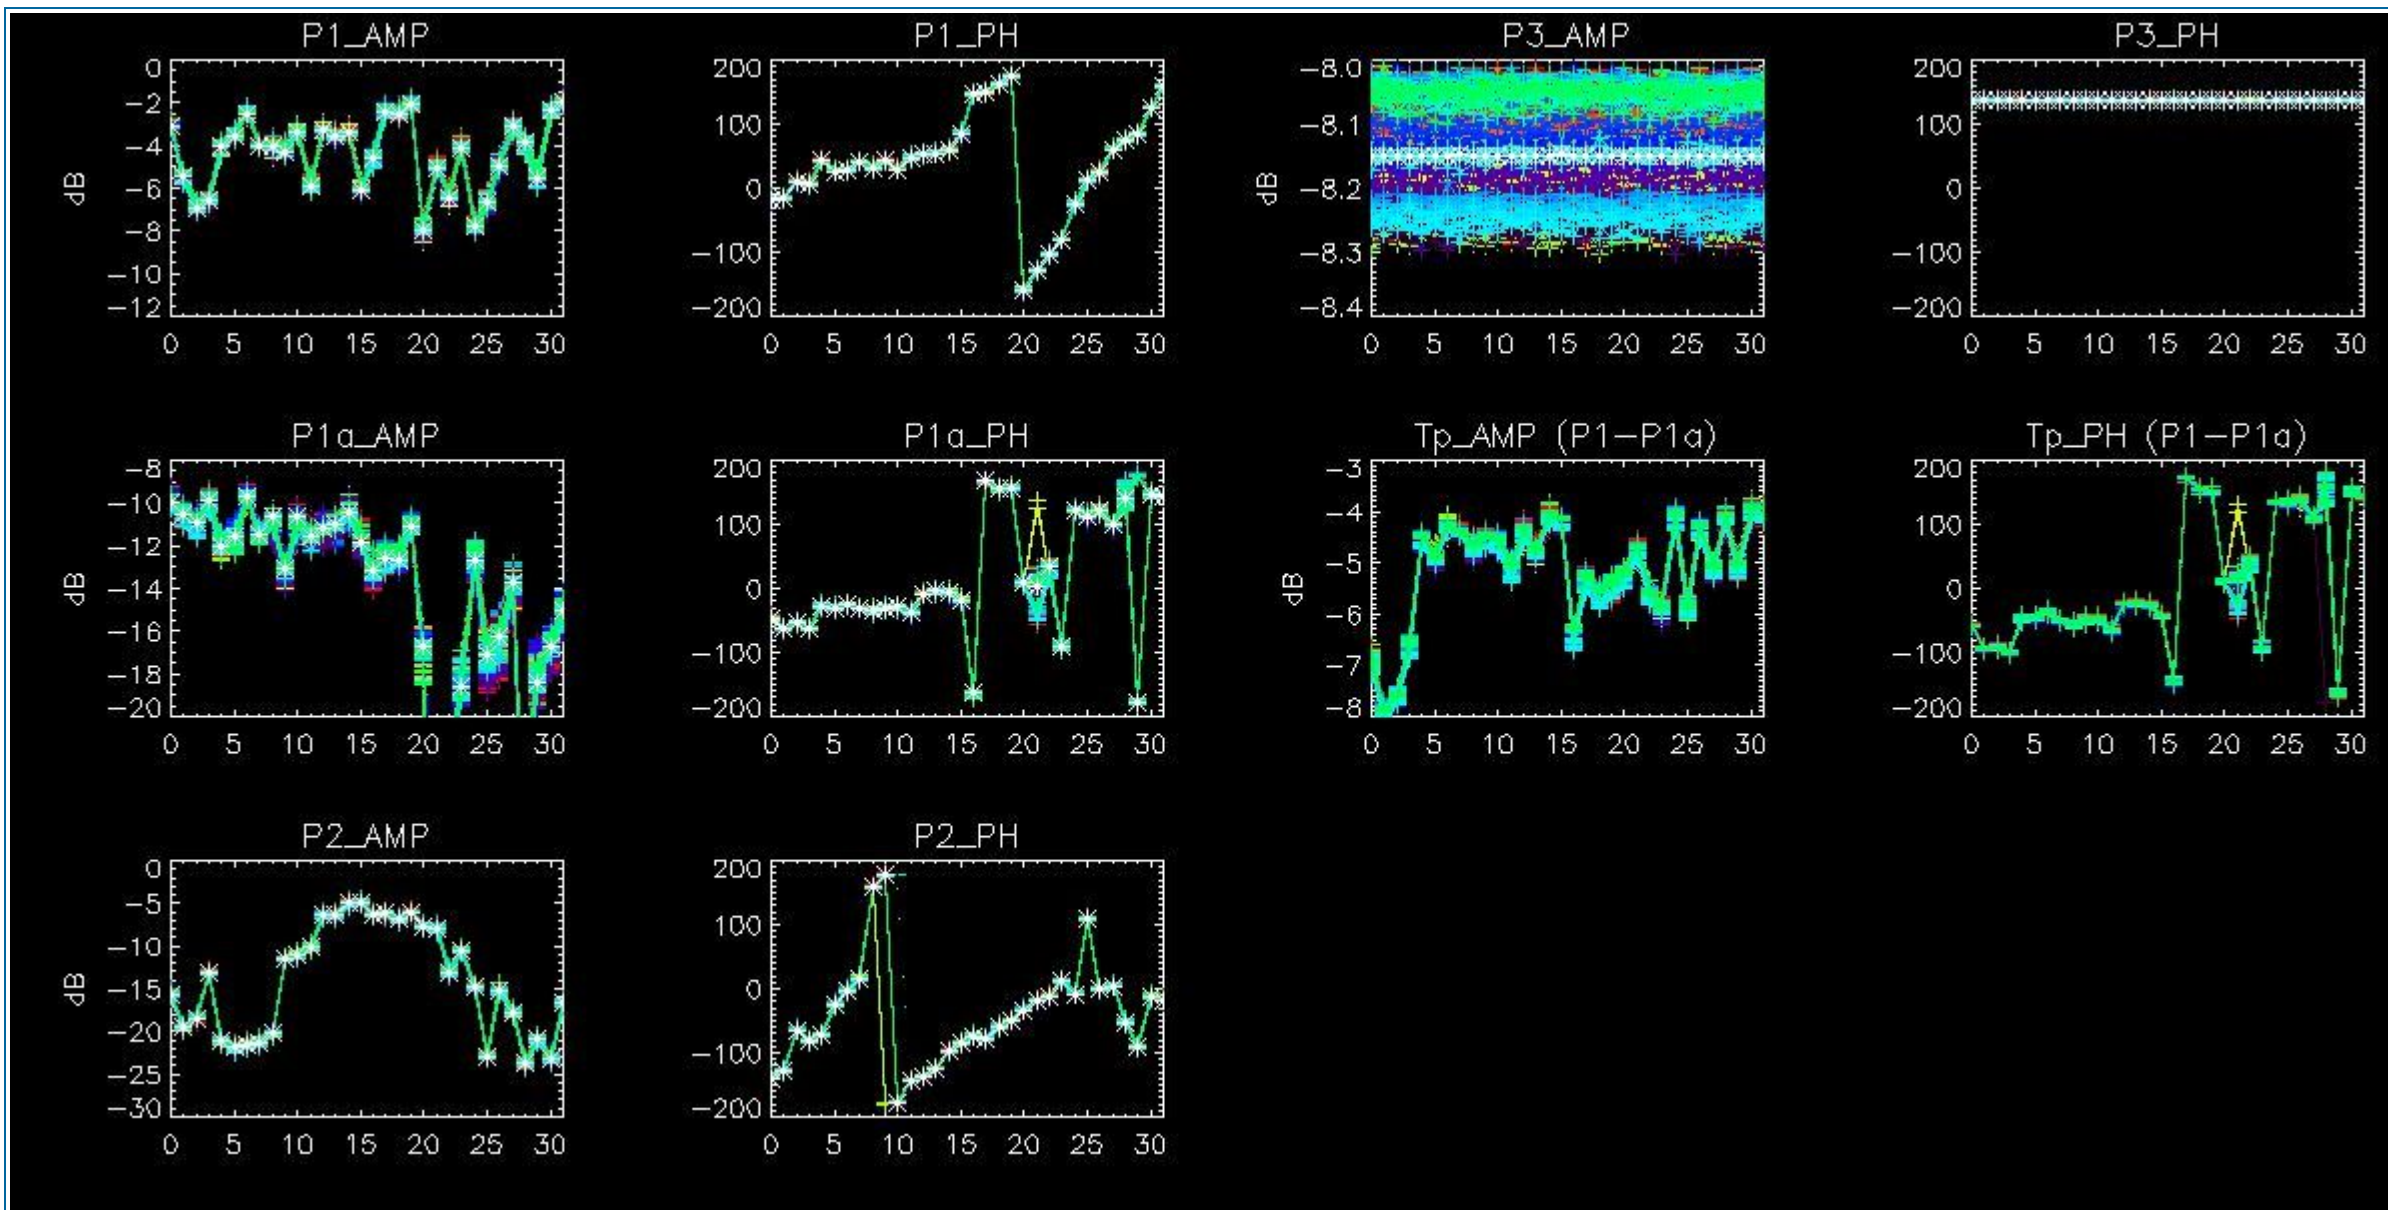 P1_AMP P1_PH P3_AMP P3_PH
0 200 −8.0 200
−2
−4 100 −8.1 100
dB −6 0 dB −8.2 0
−8
−10 −100 −8.3 −100
−12 −200 −8.4 −200
0 5 10 15 20 25 30 0 5 10 15 20 25 30 0 5 10 15 20 25 30 0 5 10 15 20 25 30
P1a_AMP P1a_PH Tp_AMP (P1−P1a) Tp_PH (P1−P1a)
−8 200 −3 200
−10 100 −4 100
−12
dB −14 0 dB −5 0
−16 −6
−18 −100 −7 −100
−20 −200 −8 −200
0 5 10 15 20 25 30 0 5 10 15 20 25 30 0 5 10 15 20 25 30 0 5 10 15 20 25 30
P2_AMP P2_PH
0 200
−5 100
−10
dB −15 0
−20
−25 −100
−30 −200
0 5 10 15 20 25 30 0 5 10 15 20 25 30